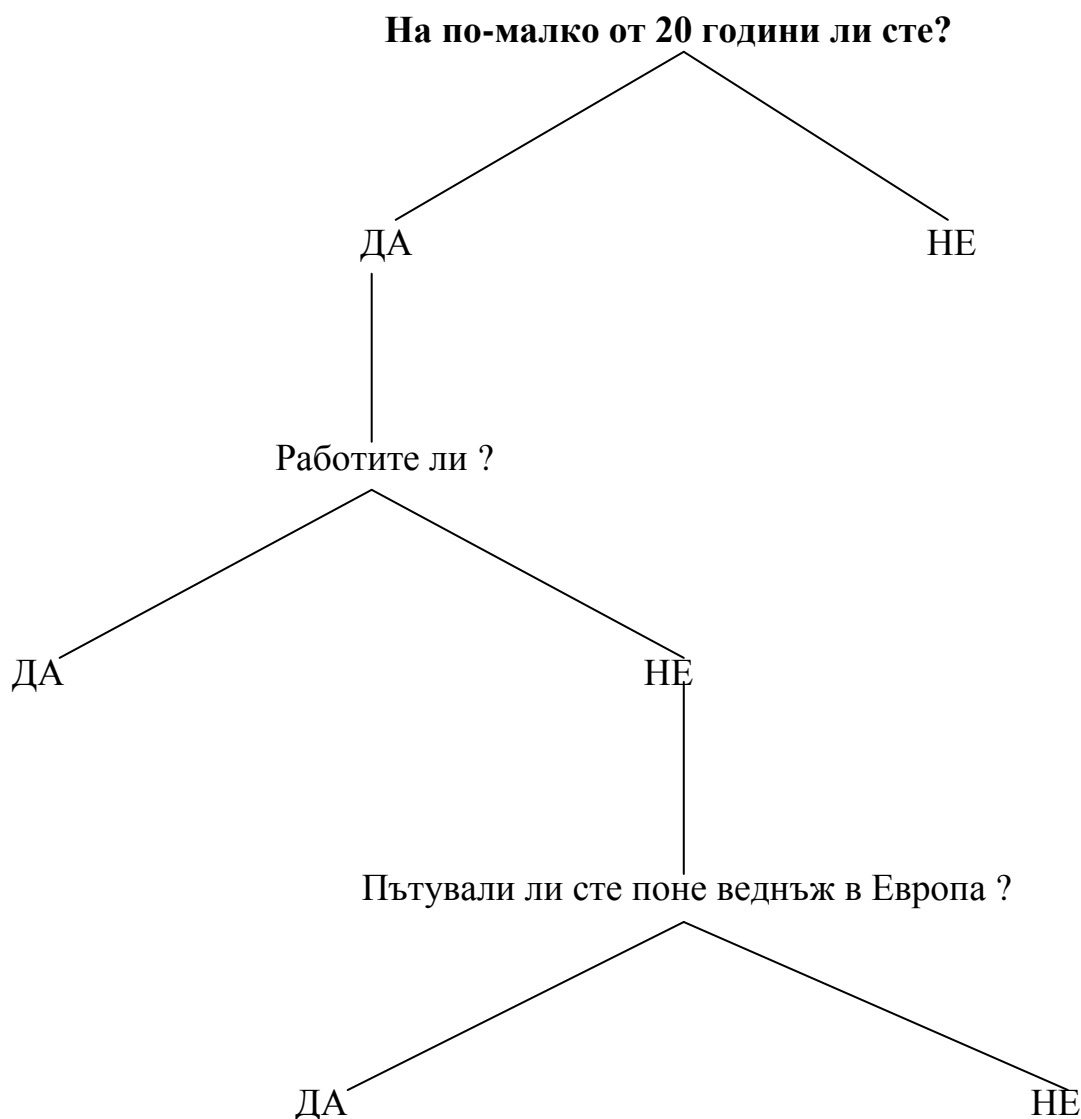 На по-малко от 20 години ли сте?
ДА
НЕ
Работите ли ?
ДА
НЕ
Пътували ли сте поне веднъж в Европа ?
ДА
НЕ